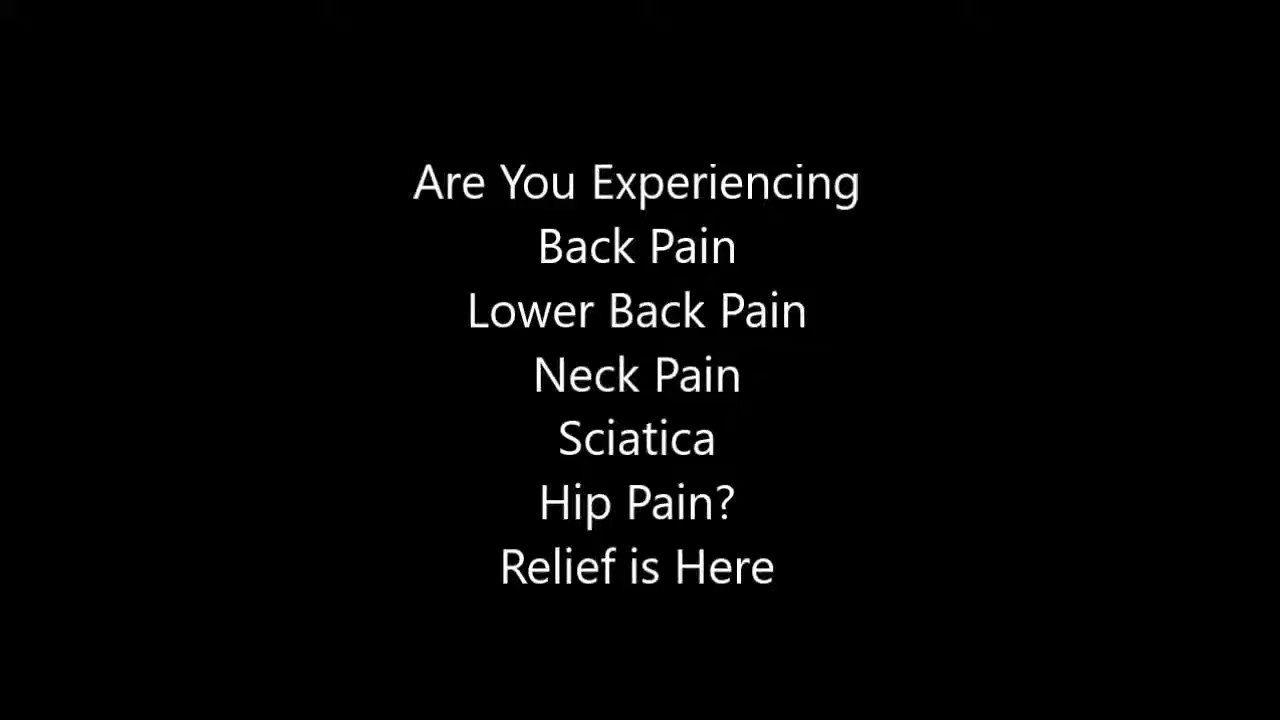 Are You Experiencing
Back Pain
Lower Back Pain
Neck Pain
Sciatica
Hip Pain?
Relief is Here